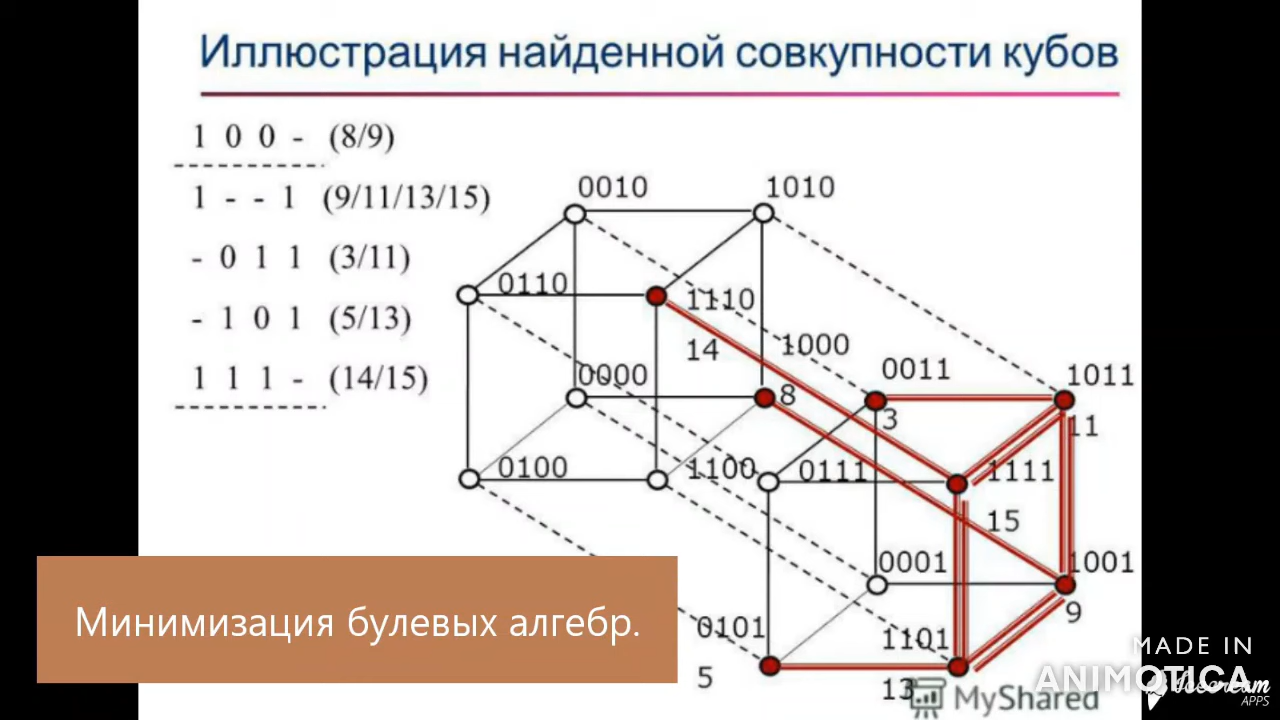 Иллюстрация найденной совокупности кубов
1 0 0 - (8/9)
1 - - 1 (9/11/13/15)
- 0 1 1 (3/11)
- 1 0 1 (5/13)
1 1 1 - (14/15)
0010
1010
0110
1110
14
1000
0000
8
0011
3
1011
11
0100
1100
0111
1111
15
0001
1001
9
0101
5
1101
13
Минимизация булевых алгебр.
MyShared
MADE IN
ANIMOTICA
Icecream
APPS